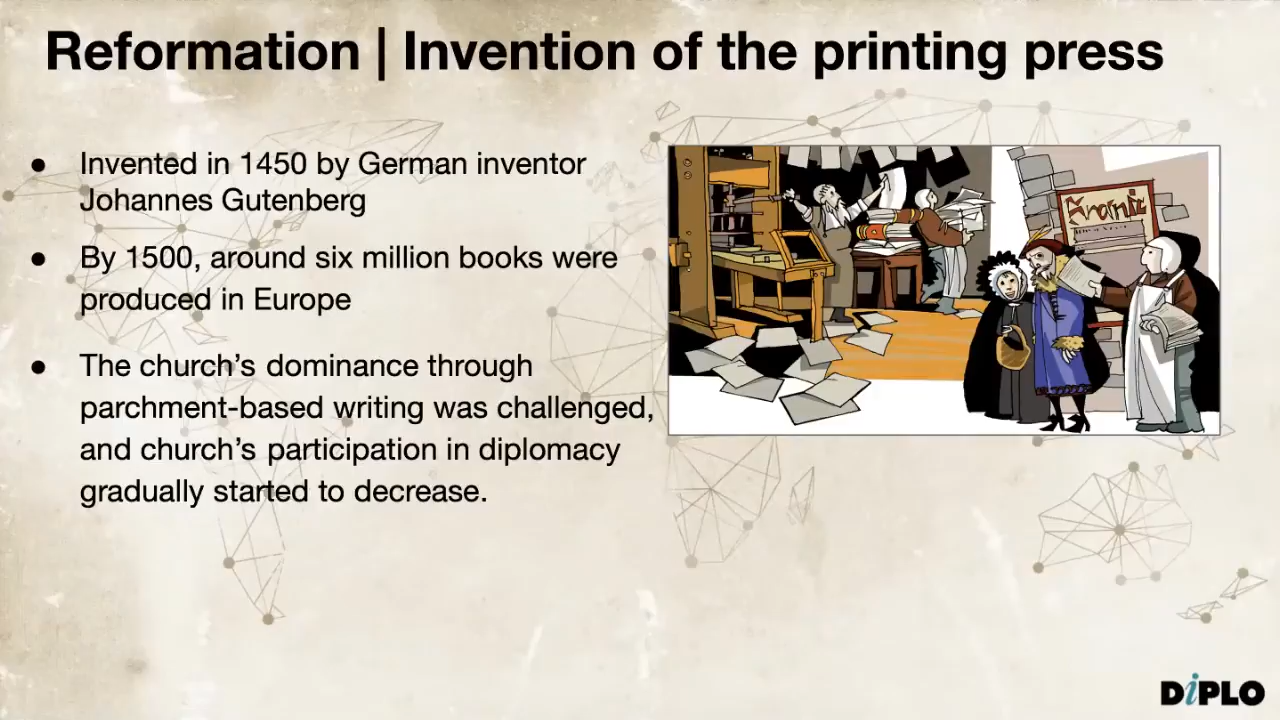 Reformation | Invention of the printing press
● Invented in 1450 by German inventor
Johannes Gutenberg
● By 1500, around six million books were
produced in Europe
● The church's dominance through
parchment-based writing was challenged,
and church's participation in diplomacy
gradually started to decrease.
DiPLO